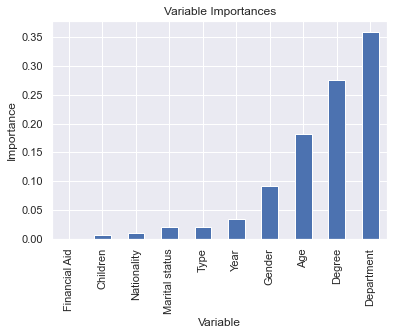 Variable Importances
Importance
0.35
0.30
0.25
0.20
0.15
0.10
0.05
0.00
Financial Aid
Children
Nationality
Marital status
Type
Year
Gender
Age
Degree
Department
Variable